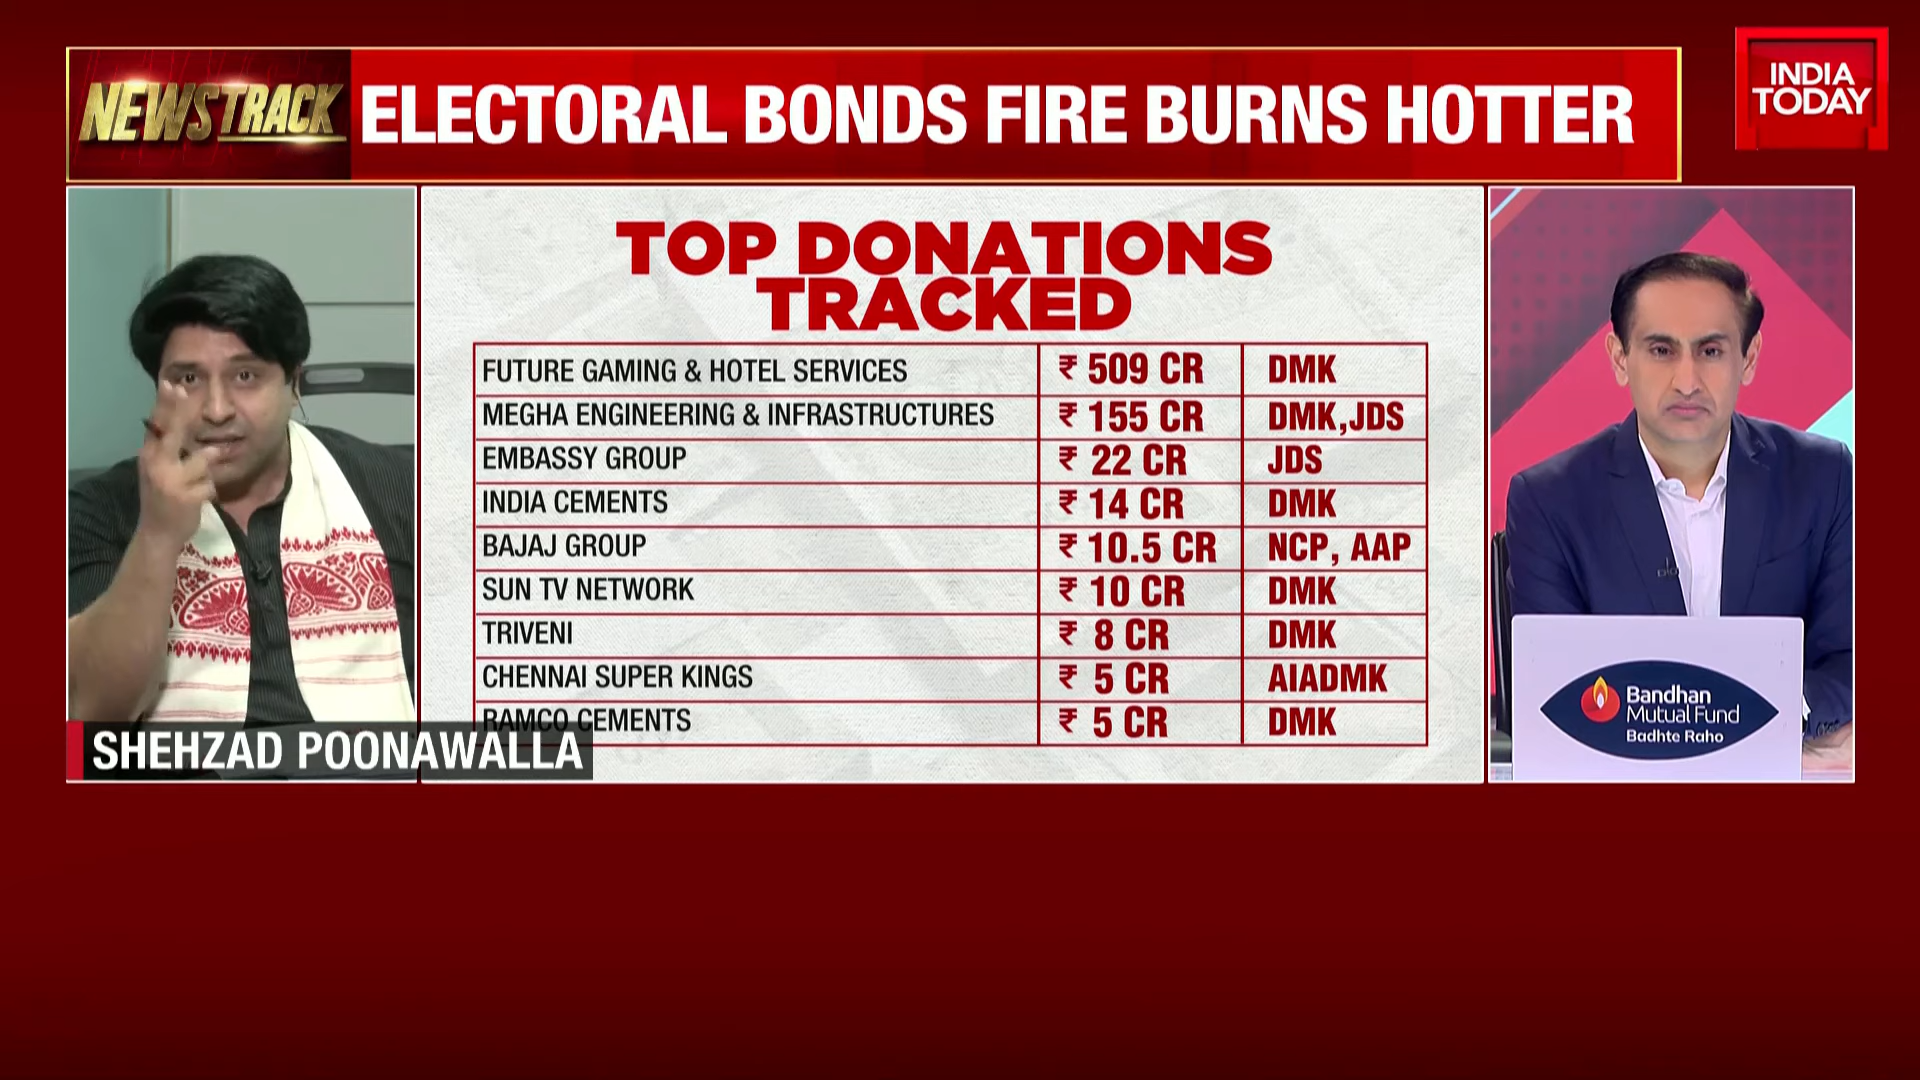 NEWSTRACK
ELECTORAL BONDS FIRE BURNS HOTTER
INDIA
TODAY
TOP DONATIONS
TRACKED
FUTURE GAMING & HOTEL SERVICES ₹ 509 CR DMK
MEGHA ENGINEERING & INFRASTRUCTURES ₹ 155 CR DMK,JDS
EMBASSY GROUP ₹ 22 CR JDS
INDIA CEMENTS ₹ 14 CR DMK
BAJAJ GROUP ₹ 10.5 CR NCP, AAP
SUN TV NETWORK ₹ 10 CR DMK
TRIVENI ₹ 8 CR DMK
CHENNAI SUPER KINGS ₹ 5 CR AIADMK
RAMCO CEMENTS ₹ 5 CR DMK
SHEHZAD POONAWALLA
Bandhan
Mutual Fund
Badhte Raho